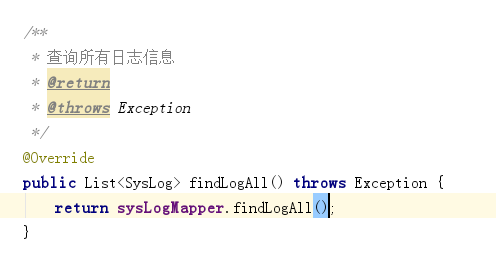 /**
* 查询所有日志信息
* @return
* @throws Exception
*/
@Override
public List<SysLog> findLogAll() throws Exception {
return sysLogMapper.findLogAll();
}